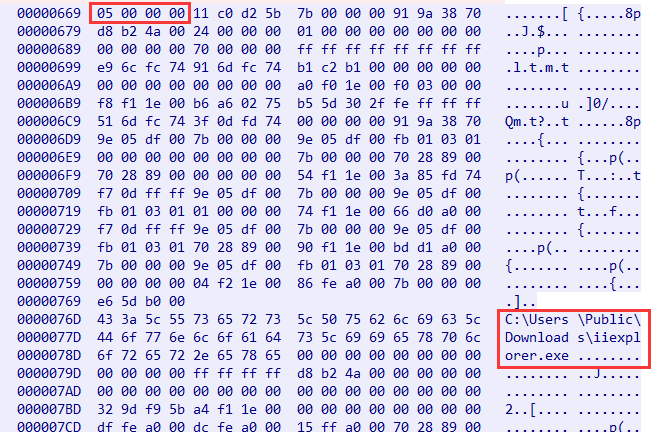 00000669 05 00 00 00 11 c0 d2 5b 7b 00 00 00 91 9a 38 70 .......[ {.....8p
00000679 d8 b2 4a 00 24 00 00 00 01 00 00 00 00 00 00 00 ..J.$... ........
00000689 00 00 00 00 70 00 00 00 ff ff ff ff ff ff ff ff ....p... ........
00000699 e9 6c fc 74 91 6d fc 74 b1 c2 b1 00 00 00 00 00 .l.t.m.t ........
000006A9 00 00 00 00 00 00 00 00 a0 f0 1e 00 f0 03 00 00 ........ ........
000006B9 f8 f1 1e 00 b6 a6 02 75 b5 5d 30 2f fe ff ff ff .......u .]0/....
000006C9 51 6d fc 74 3f 0d fd 74 00 00 00 00 91 9a 38 70 Qm.t?..t ......8p
000006D9 9e 05 df 00 7b 00 00 00 9e 05 df 00 fb 01 03 01 ....{... ........
000006E9 00 00 00 00 00 00 00 00 7b 00 00 00 70 28 89 00 ........ {...p(..
000006F9 70 28 89 00 00 00 00 00 54 f1 1e 00 3a 85 fd 74 p(...... T...:..t
00000709 f7 0d ff ff 9e 05 df 00 7b 00 00 00 9e 05 df 00 ........ {.......
00000719 fb 01 03 01 01 00 00 00 74 f1 1e 00 66 d0 a0 00 ........ t...f...
00000729 f7 0d ff ff 9e 05 df 00 7b 00 00 00 9e 05 df 00 ........ {.......
00000739 fb 01 03 01 70 28 89 00 90 f1 1e 00 bd d1 a0 00 ....p(.. ........
00000749 7b 00 00 00 9e 05 df 00 fb 01 03 01 70 28 89 00 {....... ....p(..
00000759 00 00 00 00 04 f2 1e 00 86 fe a0 00 7b 00 00 00 ........ ....{...
00000769 e6 5d b0 00 .]..
0000076D 43 3a 5c 55 73 65 72 73 5c 50 75 62 6c 69 63 5c C:\Users \Public\
0000077D 44 6f 77 6e 6c 6f 61 64 73 5c 69 69 65 78 70 6c Download s\iiexpl
0000078D 6f 72 65 72 2e 65 78 65 00 00 00 00 00 00 00 00 orer.exe ........
0000079D 00 00 00 00 ff ff ff ff d8 b2 4a 00 00 00 00 00 ........ ..J.....
000007AD 00 00 00 00 00 00 00 00 00 00 00 00 00 00 00 00 ........ ........
000007BD 32 9d f9 5b a4 f1 1e 00 00 00 00 00 00 00 00 00 2..[.... ........
000007CD df fe a0 00 dc fe a0 00 15 ff a0 00 70 28 89 00 ........ ....p(..